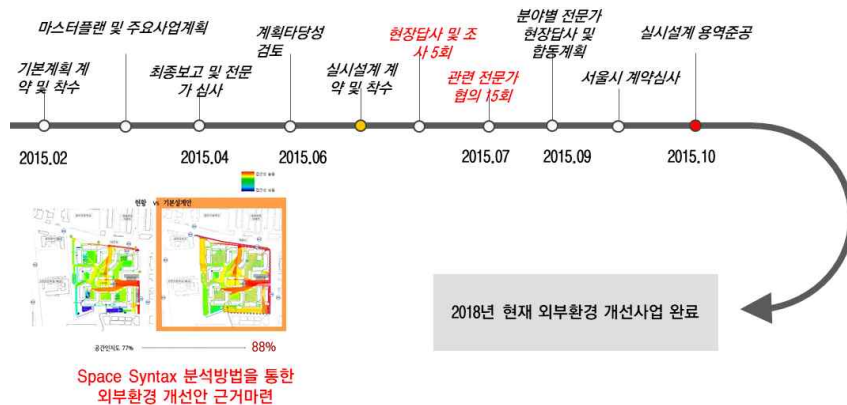 마스터플랜 및 주요사업계획
기본계획 계
약 및 착수
최종보고 및 전문
가 심사
계획타당성
검토
실시설계 계
약 및 착수
현장답사 및 조
사 5회
관련 전문가
협의 15회
분야별 전문가
현장답사 및
합동계획
서울시 계약심사
실시설계 용역준공
2015.02
2015.04
2015.06
2015.07
2015.09
2015.10
현황 vs 기본설계안
공간인지도 77%
88%
Space Syntax 분석방법을 통한
외부환경 개선안 근거마련
2018년 현재 외부환경 개선사업 완료